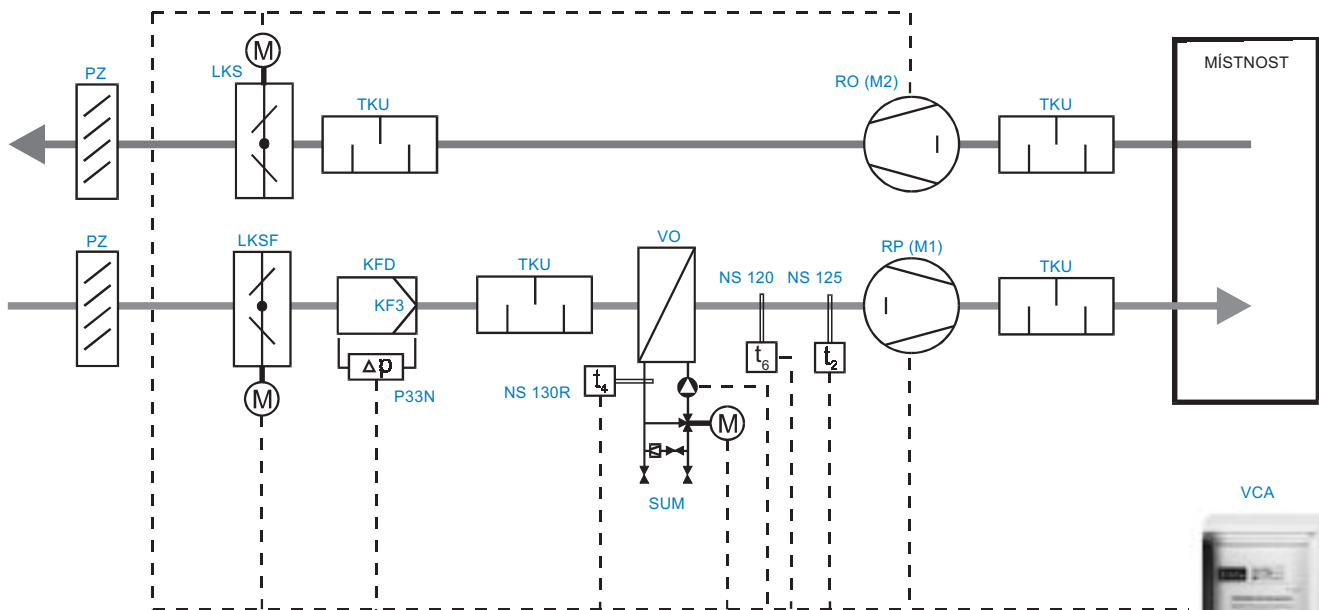 M
PZ
LKS
TKU
RO (M2)
TKU
MÍSTNOST
PZ
LKSF
KFD
KF3
TKU
VO
NS 120
NS 125
RP (M1)
TKU
Δp
P33N
NS 130R
t4
t6
t2
M
M
SUM
VCA